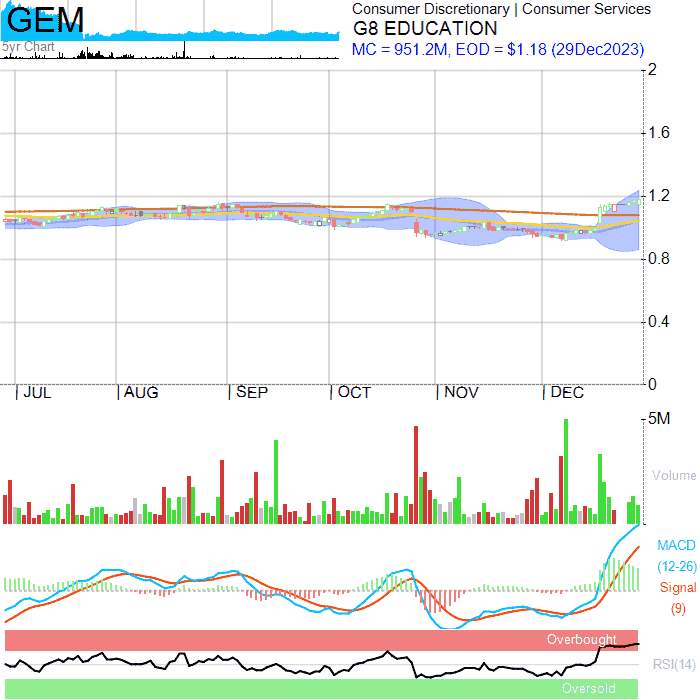 GEM
5yr Chart
Consumer Discretionary | Consumer Services
G8 EDUCATION
MC = 951.2M, EOD = $1.18 (29Dec2023)
2
1.6
1.2
0.8
0.4
0
JUL AUG SEP OCT NOV DEC
5M
Volume
MACD
(12-26)
Signal
(9)
Overbought
RSI(14)
Oversold